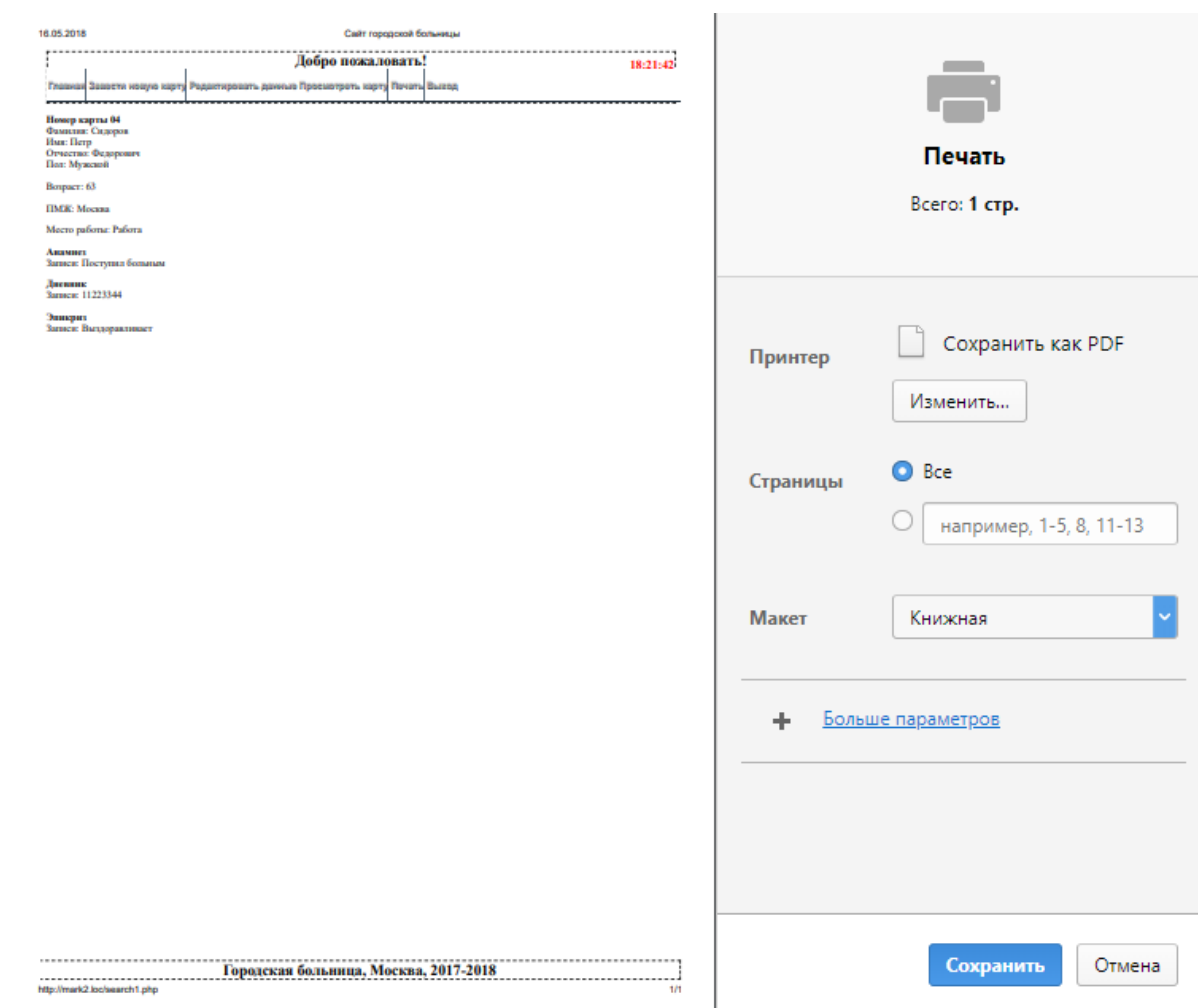 16.05.2018 Сайт городской больницы
Добро пожаловать! 18:21:42
Главная Завести новую карту Редактировать данные Просмотреть карту Печать Выход
Номер карты 04
Фамилия: Сидоров
Имя: Петр
Отчество: Федорович
Пол: Мужской
Возраст: 63
ПМЖ: Москва
Место работы: Работа
Анамнез
Записи: Поступил больным
Дневник
Записи: 11223344
Эпикриз
Записи: Выздоравливает
Городская больница, Москва, 2017-2018
http://mark2.loc/search1.php 1/1
Печать
Всего: 1 стр.
Принтер
Сохранить как PDF
Изменить...
Страницы
Все
например, 1-5, 8, 11-13
Макет
Книжная
+ Больше параметров
Сохранить Отмена